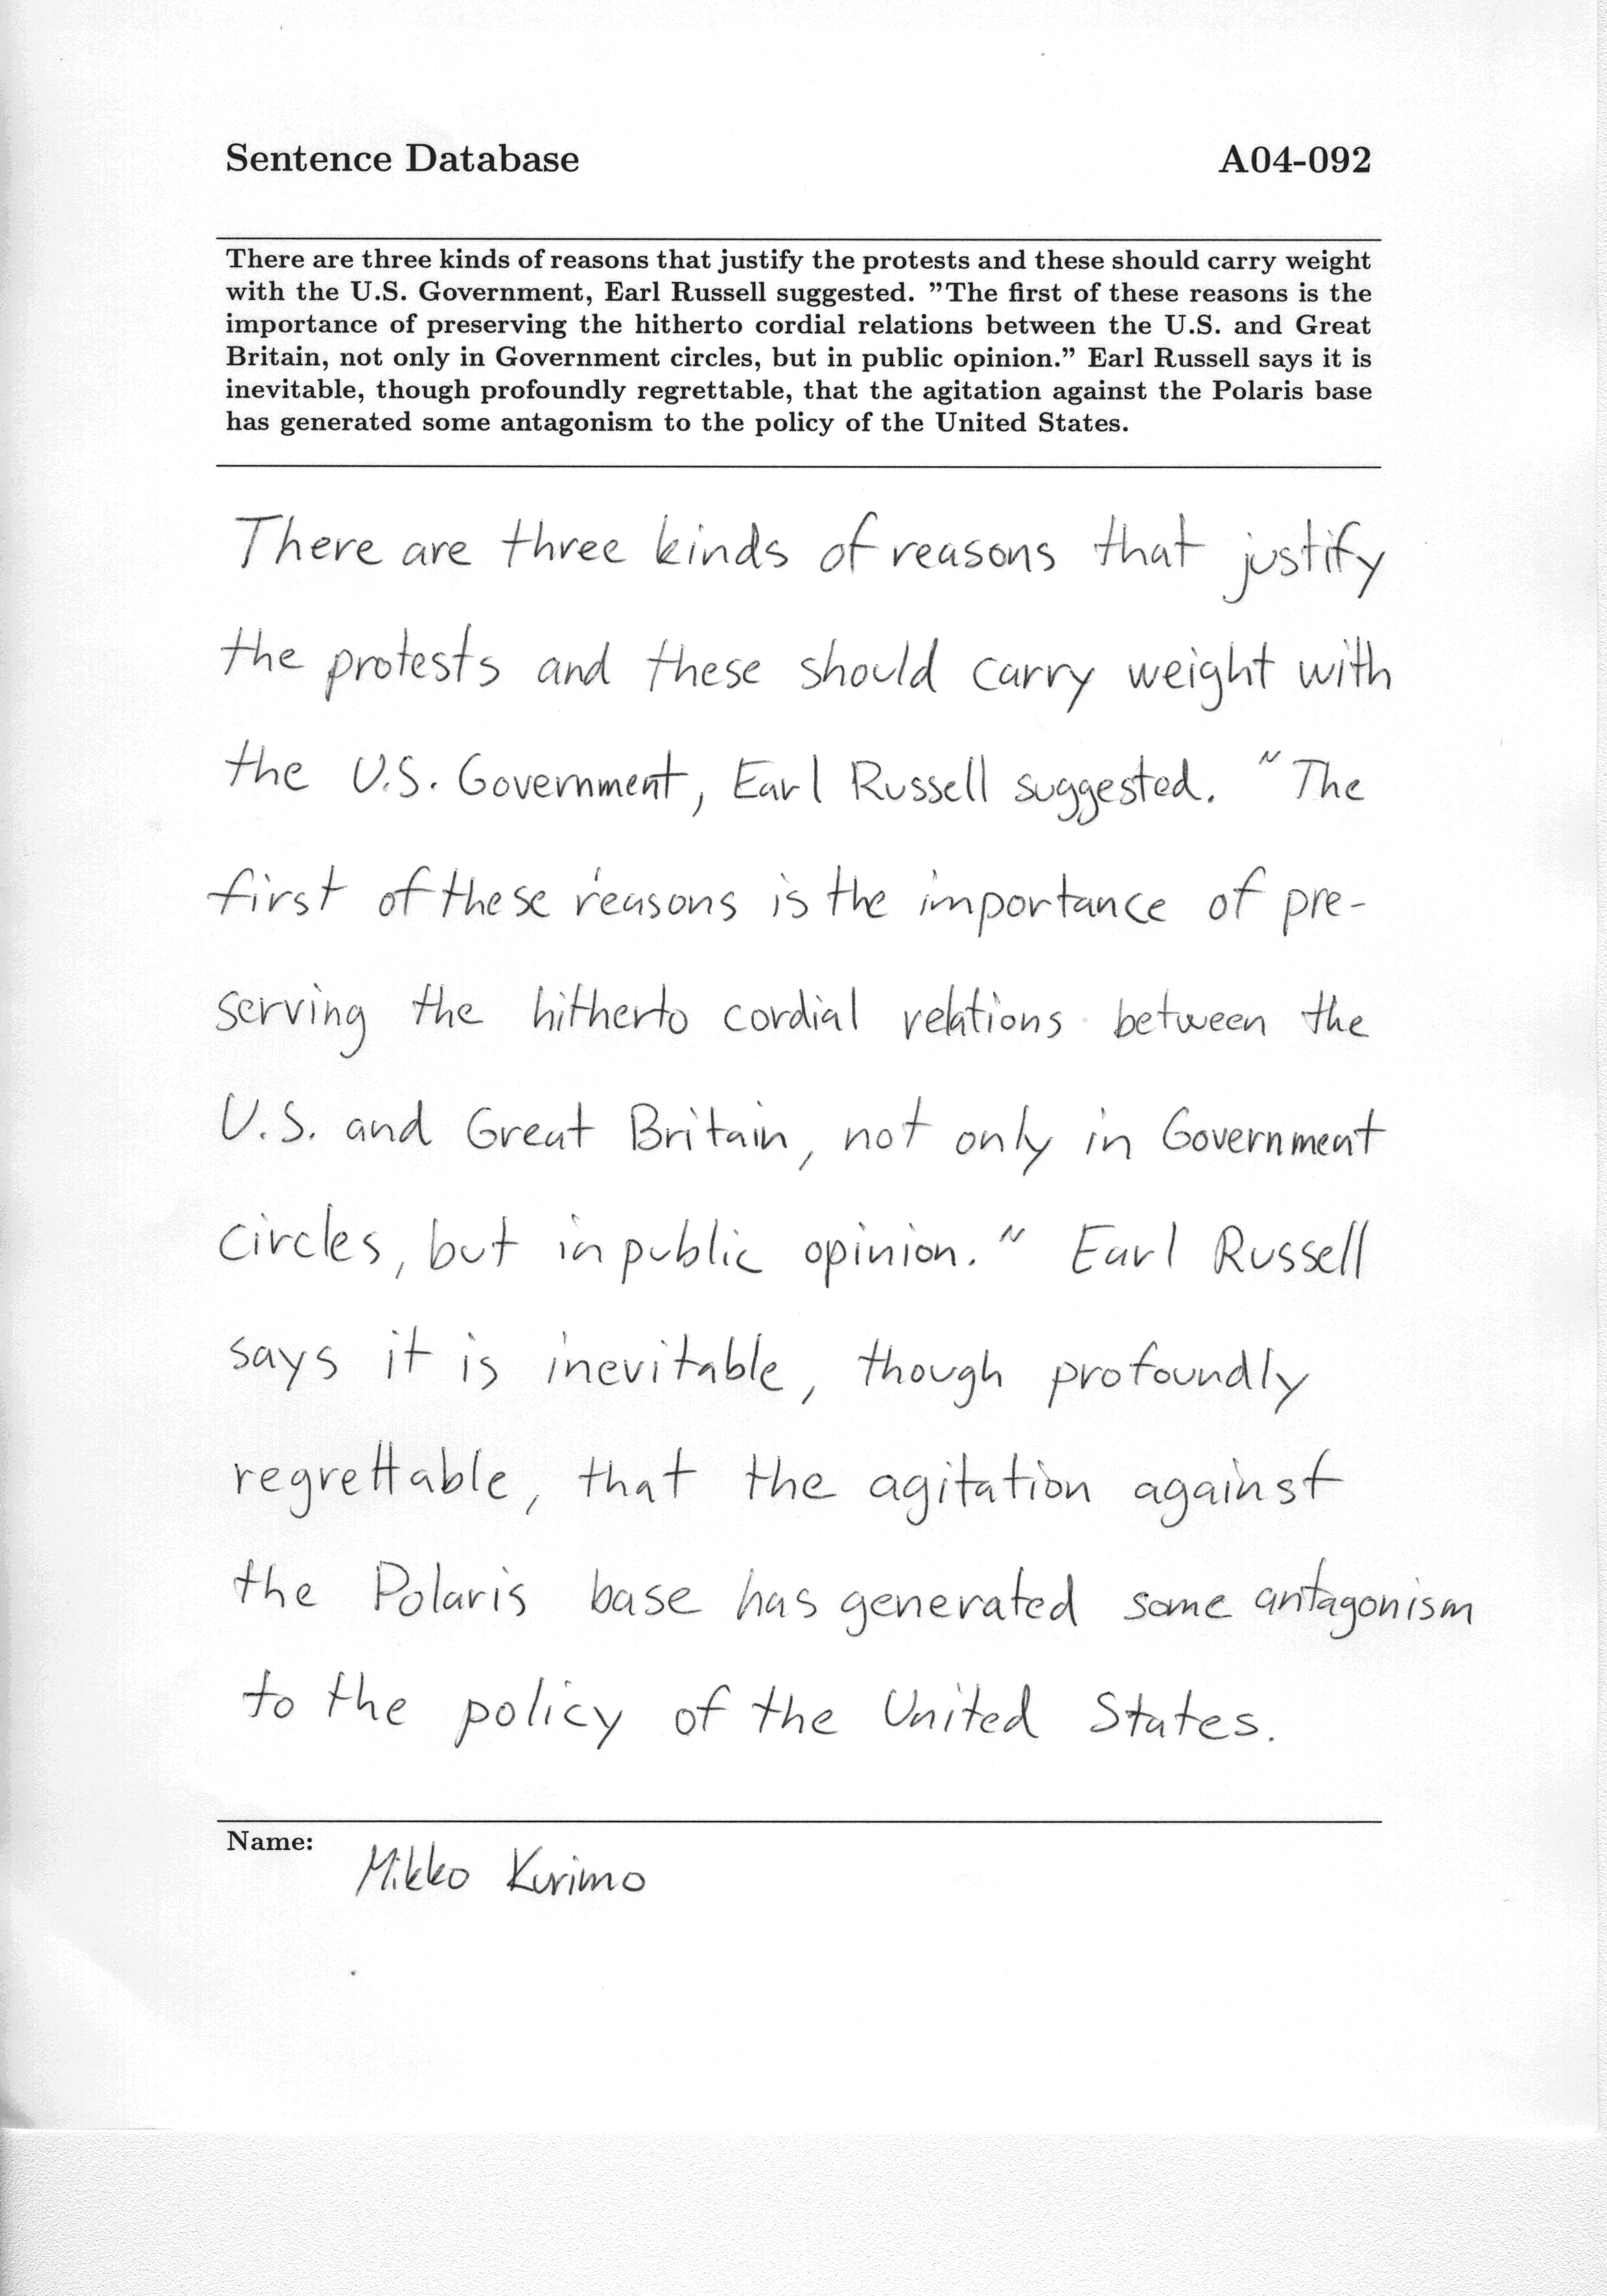 Sentence Database A04-092
There are three kinds of reasons that justify the protests and these should carry weight
with the U.S. Government, Earl Russell suggested. ”The first of these reasons is the
importance of preserving the hitherto cordial relations between the U.S. and Great
Britain, not only in Government circles, but in public opinion.” Earl Russell says it is
inevitable, though profoundly regrettable, that the agitation against the Polaris base
has generated some antagonism to the policy of the United States.
There are three kinds of reasons that justify
the protests and these should carry weight with
the U.S. Government, Earl Russell suggested. "The
first of these reasons is the importance of pre-
serving the hitherto cordial relations between the
U.S. and Great Britain, not only in Government
circles, but in public opinion." Earl Russell
says it is inevitable, though profoundly
regrettable, that the agitation against
the Polaris base has generated some antagonism
to the policy of the United States.
Name: Mikko Kurimo